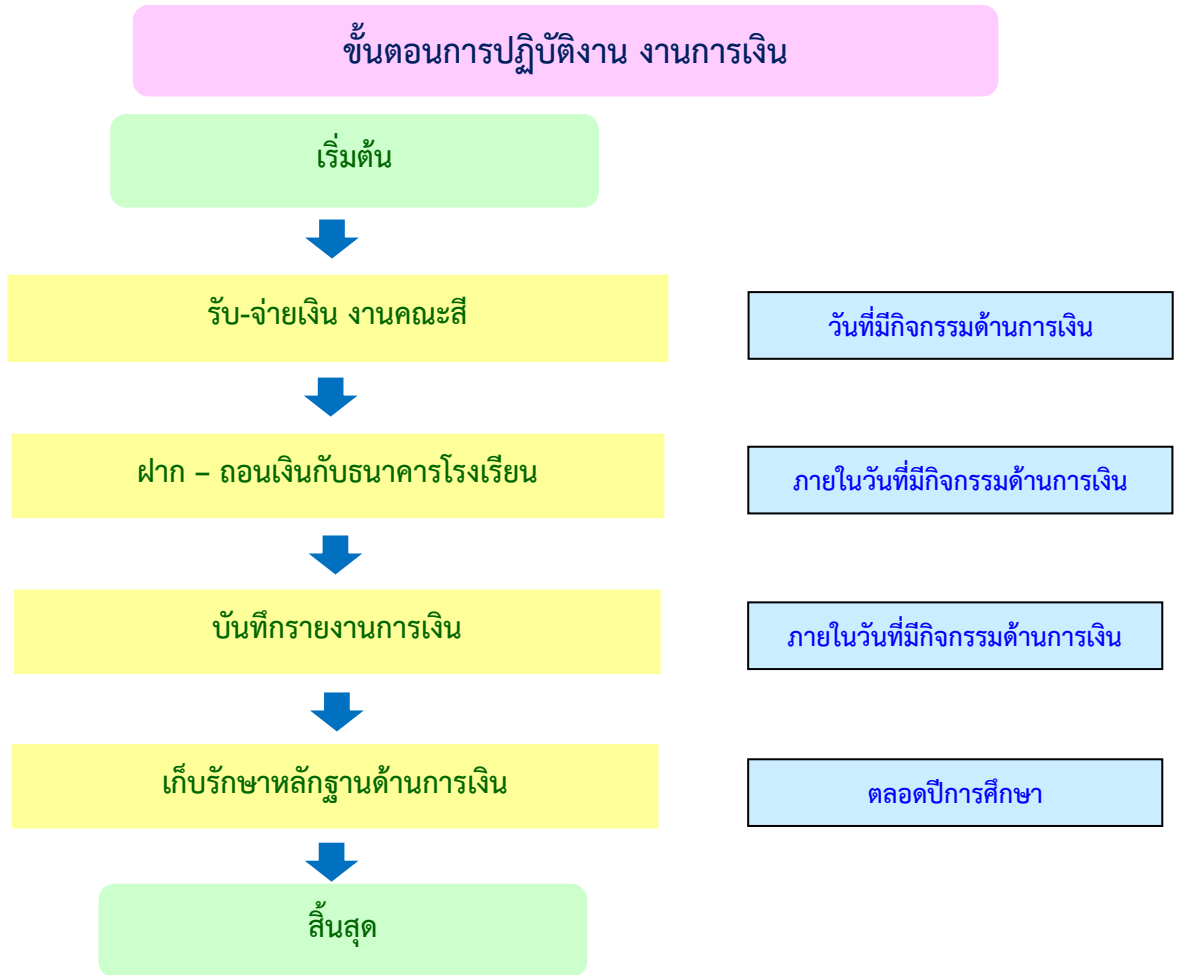 ขั้นตอนการปฏิบัติงาน งานการเงิน
เริ่มต้น
รับ-จ่ายเงิน งานคณะสี
วันที่มีกิจกรรมด้านการเงิน
ฝาก – ถอนเงินกับธนาคารโรงเรียน
ภายในวันที่มีกิจกรรมด้านการเงิน
บันทึกรายงานการเงิน
ภายในวันที่มีกิจกรรมด้านการเงิน
เก็บรักษาหลักฐานด้านการเงิน
ตลอดปีการศึกษา
สิ้นสุด